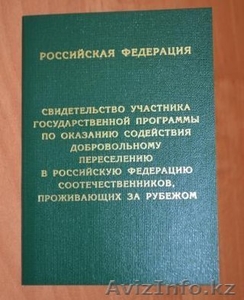 РОССИЙСКАЯ ФЕДЕРАЦИЯ
СВИДЕТЕЛЬСТВО УЧАСТНИКА
ГОСУДАРСТВЕННОЙ ПРОГРАММЫ
ПО ОКАЗАНИЮ СОДЕЙСТВИЯ
ДОБРОВОЛЬНОМУ
ПЕРЕСЕЛЕНИЮ
В РОССИЙСКУЮ ФЕДЕРАЦИЮ
СООТЕЧЕСТВЕННИКОВ,
ПРОЖИВАЮЩИХ ЗА РУБЕЖОМ
AvizInfo.kz